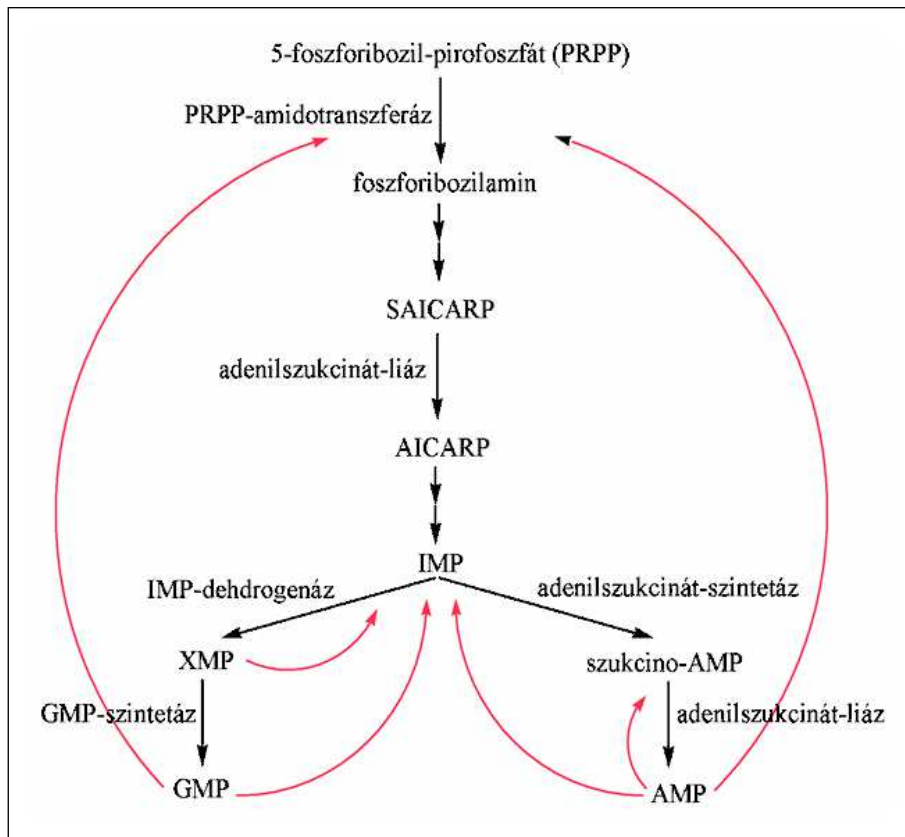 5-foszforibozil-pirofoszfát (PRPP)
PRPP-amidotranszferáz
foszforibozilamin
SAICARP
adenilszukcinát-liáz
AICARP
IMP
IMP-dehdrogenáz
adenilszukcinát-szintetáz
XMP
szukcino-AMP
GMP-szintetáz
adenilszukcinát-liáz
GMP
AMP